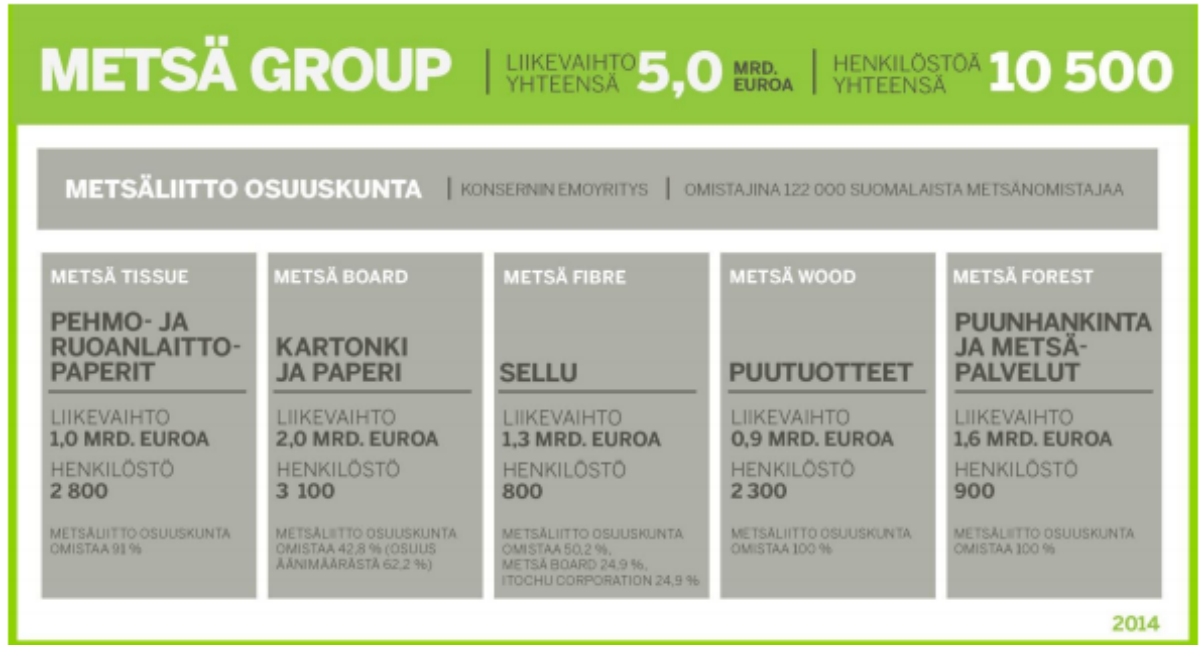 METSÄ GROUP
LIIKEVAIHTO
YHTEENSÄ
5,0
MRD.
EUROA
HENKILÖSTÖÄ
YHTEENSÄ
10 500
METSÄLIITTO OSUUSKUNTA
KONSERNIN EMOYRITYS
OMISTAJINA 122 000 SUOMALAISTA METSÄNOMISTAJAA
METSÄ TISSUE
PEHMO- JA
RUOANLAITTO-
PAPERIT
LIIKEVAIHTO
1,0 MRD. EUROA
HENKILÖSTÖ
2 800
METSÄLIITTO OSUUSKUNTA
OMISTAA 91 %
METSÄ BOARD
KARTONKI
JA PAPERI
LIIKEVAIHTO
2,0 MRD. EUROA
HENKILÖSTÖ
3 100
METSÄLIITTO OSUUSKUNTA
OMISTAA 42,8 % (OSUUS
ÄÄNIMÄÄRÄSTÄ 62,2 %)
METSÄ FIBRE
SELLU
LIIKEVAIHTO
1,3 MRD. EUROA
HENKILÖSTÖ
800
METSÄLIITTO OSUUSKUNTA
OMISTAA 50,2 %,
METSÄ BOARD 24,9 %,
ITOCHU CORPORATION 24,9 %
METSÄ WOOD
PUUTUOTTEET
LIIKEVAIHTO
0,9 MRD. EUROA
HENKILÖSTÖ
2 300
METSÄLIITTO OSUUSKUNTA
OMISTAA 100 %
METSÄ FOREST
PUUNHANKINTA
JA METSÄ-
PALVELUT
LIIKEVAIHTO
1,6 MRD. EUROA
HENKILÖSTÖ
900
METSÄLIITTO OSUUSKUNTA
OMISTAA 100 %
2014